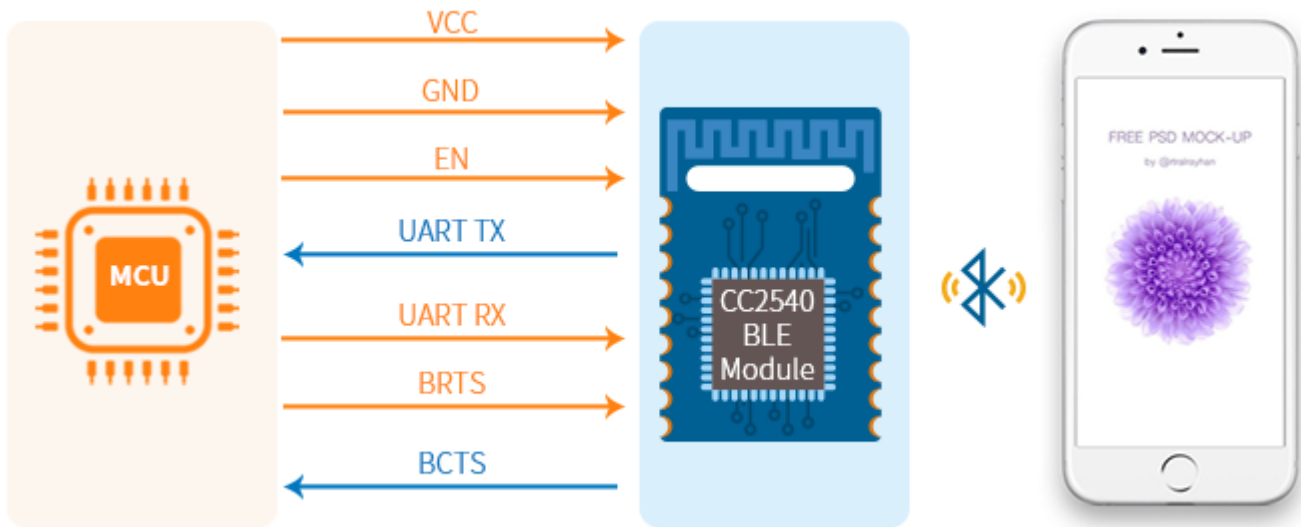 VCC
GND
EN
UART TX
UART RX
BRTS
BCTS
MCU
CC2540
BLE
Module
FREE PSD MOCK-UP